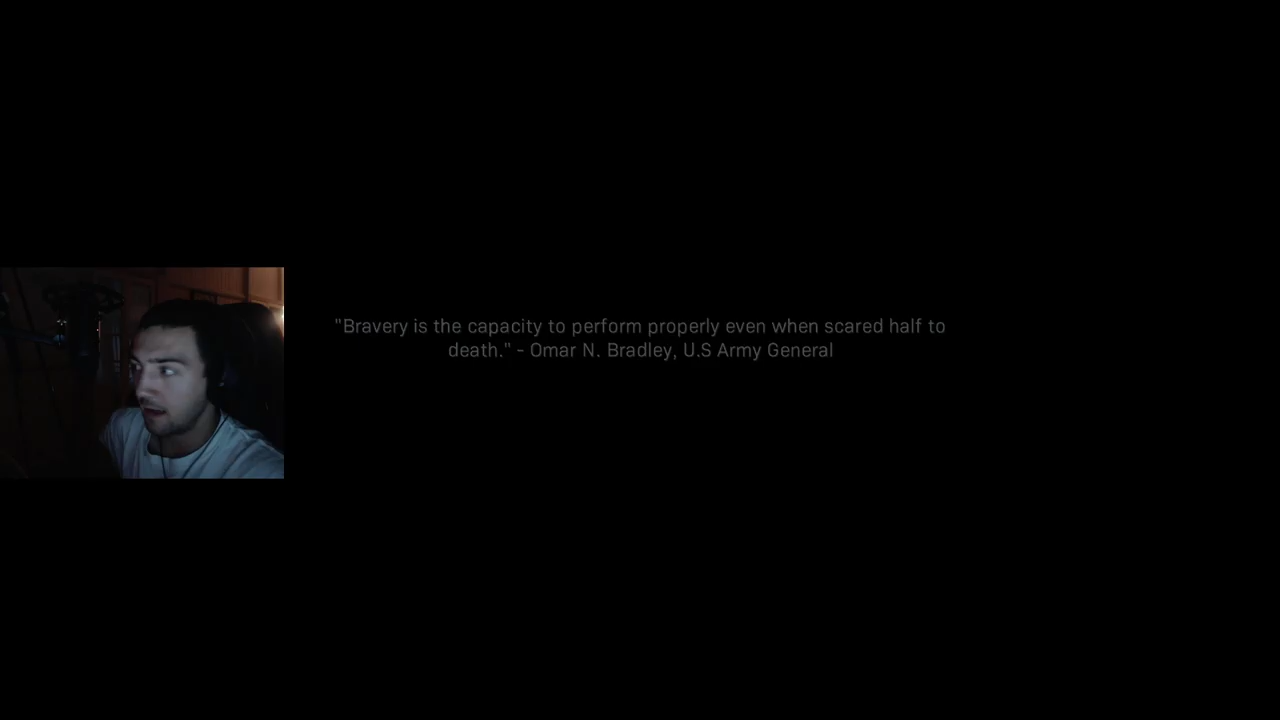 "Bravery is the capacity to perform properly even when scared half to
death." - Omar N. Bradley, U.S Army General